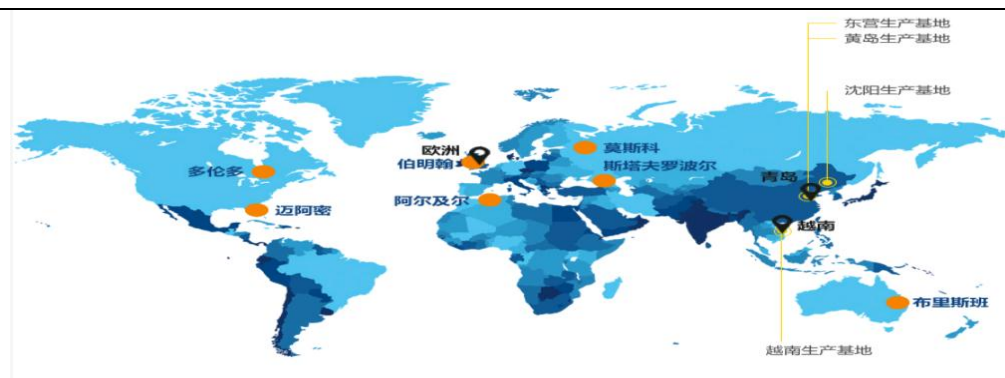 东营生产基地
黄岛生产基地
沈阳生产基地
欧洲
伯明翰
莫斯科
斯塔夫罗波尔
多伦多
青岛
阿尔及尔
迈阿密
越南
布里斯班
越南生产基地